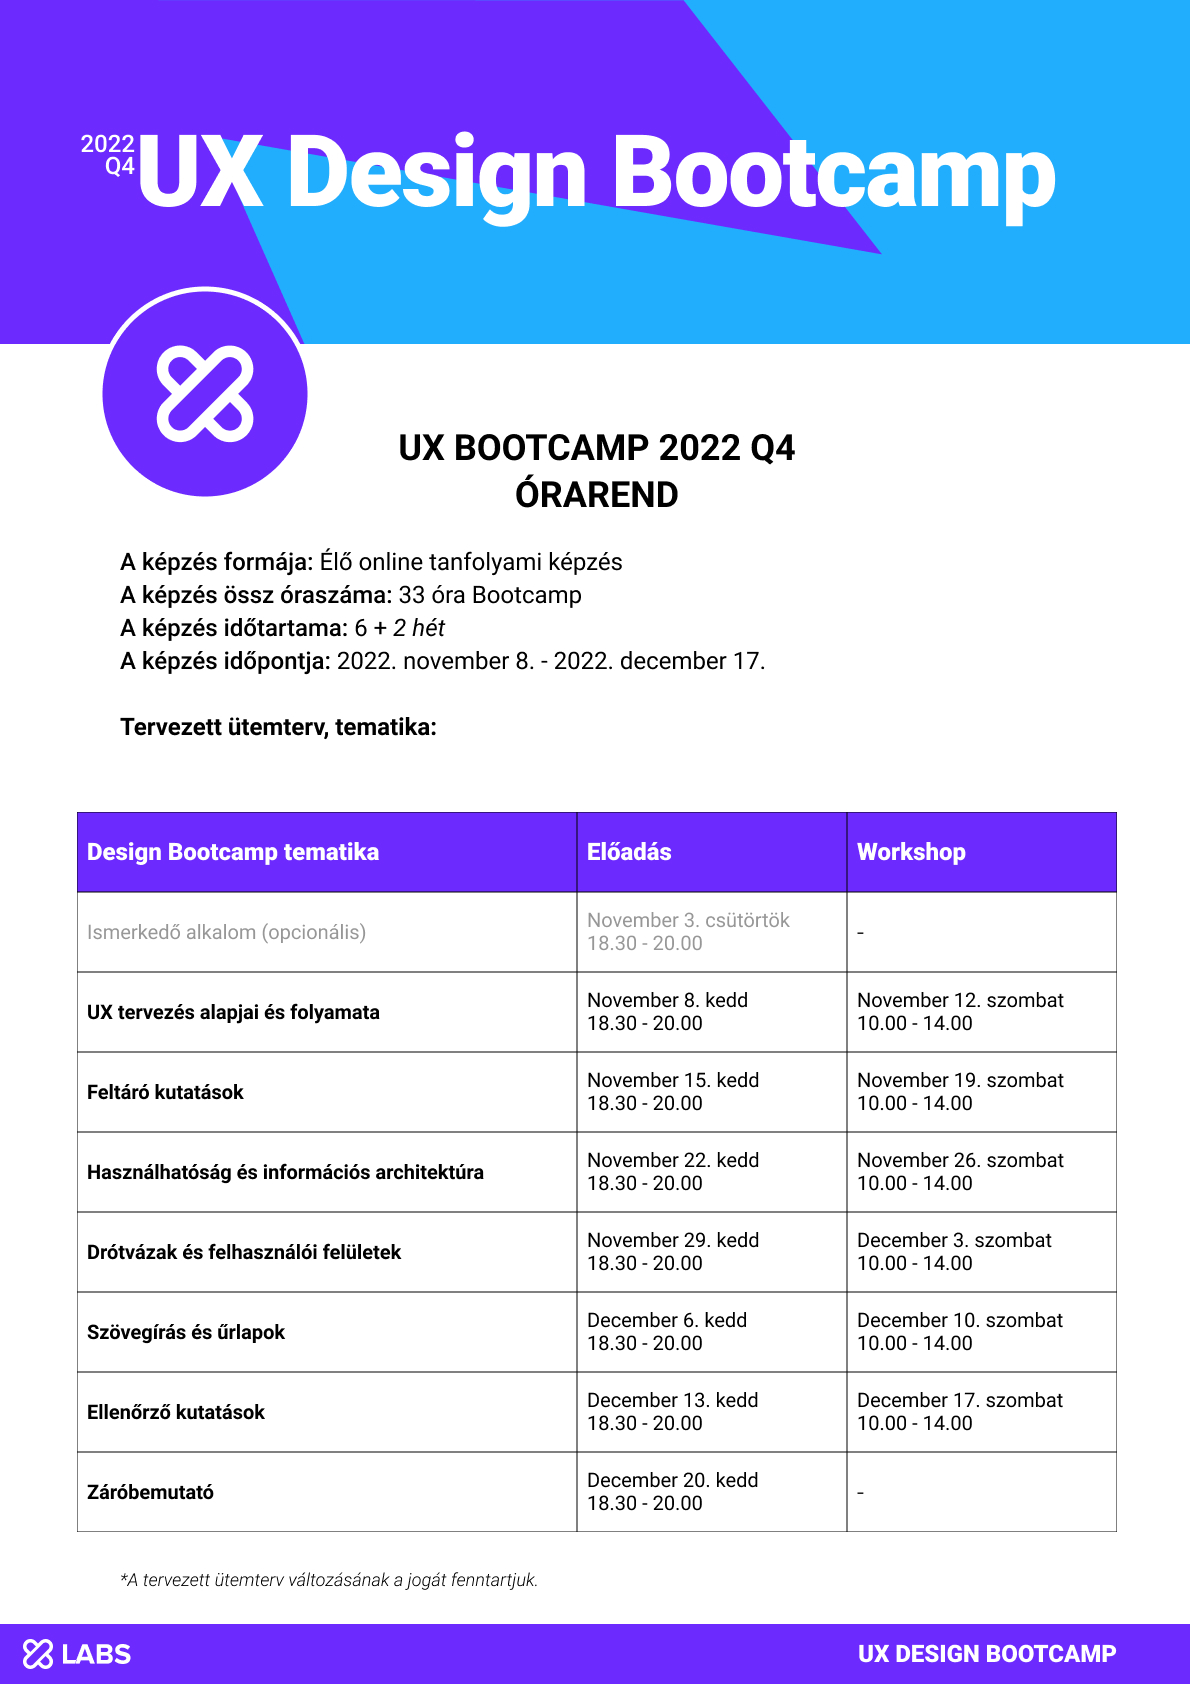 2022
Q4
UX Design Bootcamp
UX BOOTCAMP 2022 Q4
ÓRAREND
A képzés formája: Élő online tanfolyami képzés
A képzés össz óraszáma: 33 óra Bootcamp
A képzés időtartama: 6 + 2 hét
A képzés időpontja: 2022. november 8. - 2022. december 17.
Tervezett ütemterv, tematika:
Design Bootcamp tematika
Előadás
Workshop
Ismerkedő alkalom (opcionális)
November 3. csütörtök
18.30 - 20.00
-
UX tervezés alapjai és folyamata
November 8. kedd
18.30 - 20.00
November 12. szombat
10.00 - 14.00
Feltáró kutatások
November 15. kedd
18.30 - 20.00
November 19. szombat
10.00 - 14.00
Használhatóság és információs architektúra
November 22. kedd
18.30 - 20.00
November 26. szombat
10.00 - 14.00
Drótvázak és felhasználói felületek
November 29. kedd
18.30 - 20.00
December 3. szombat
10.00 - 14.00
Szövegírás és űrlapok
December 6. kedd
18.30 - 20.00
December 10. szombat
10.00 - 14.00
Ellenőrző kutatások
December 13. kedd
18.30 - 20.00
December 17. szombat
10.00 - 14.00
Záróbemutató
December 20. kedd
18.30 - 20.00
-
*A tervezett ütemterv változásának a jogát fenntartjuk.
LABS
UX DESIGN BOOTCAMP